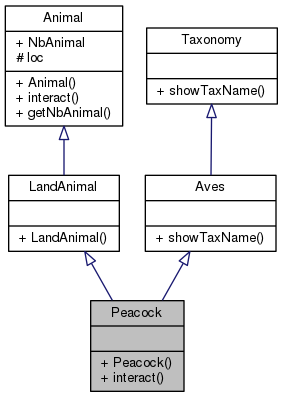 Animal
+ NbAnimal
# loc
+ Animal()
+ interact()
+ getNbAnimal()
Taxonomy
+ showTaxName()
LandAnimal
+ LandAnimal()
Aves
+ showTaxName()
Peacock
+ Peacock()
+ interact()